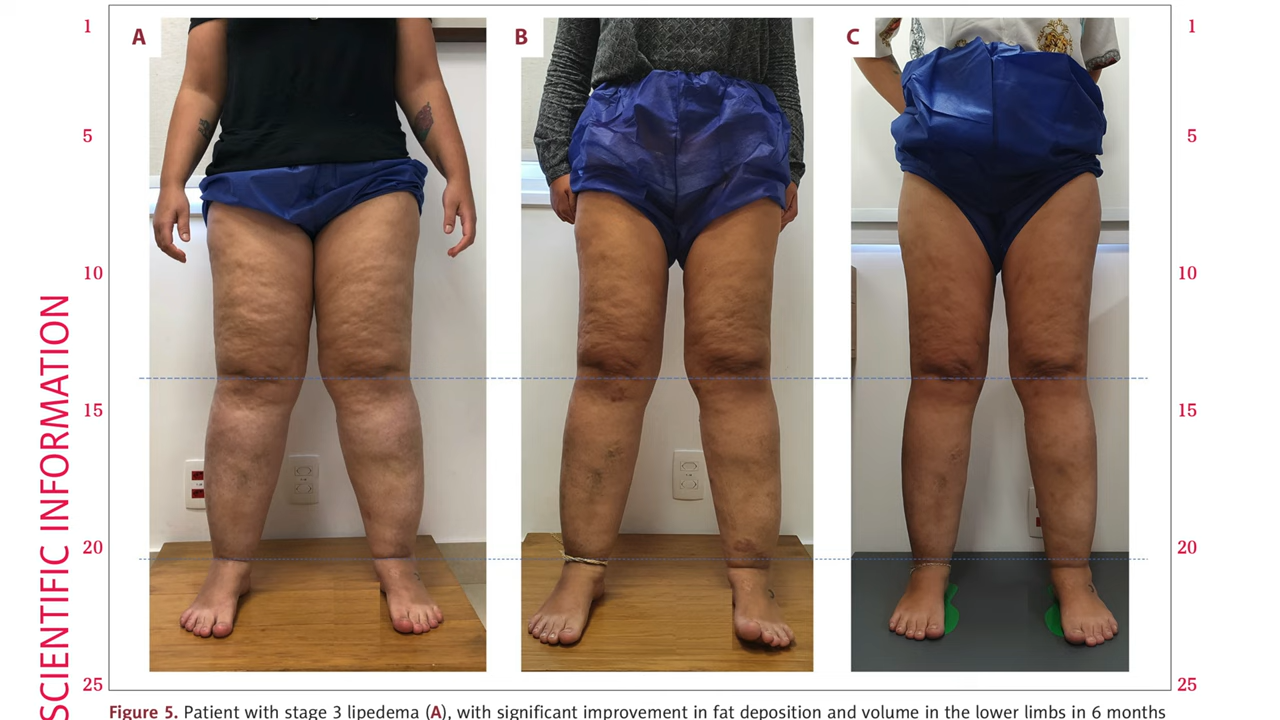 1
5
10
15
20
25
SCIENTIFIC INFORMATION
A
B
C
1
5
10
15
20
25
Figure 5. Patient with stage 3 lipedema (A), with significant improvement in fat deposition and volume in the lower limbs in 6 months